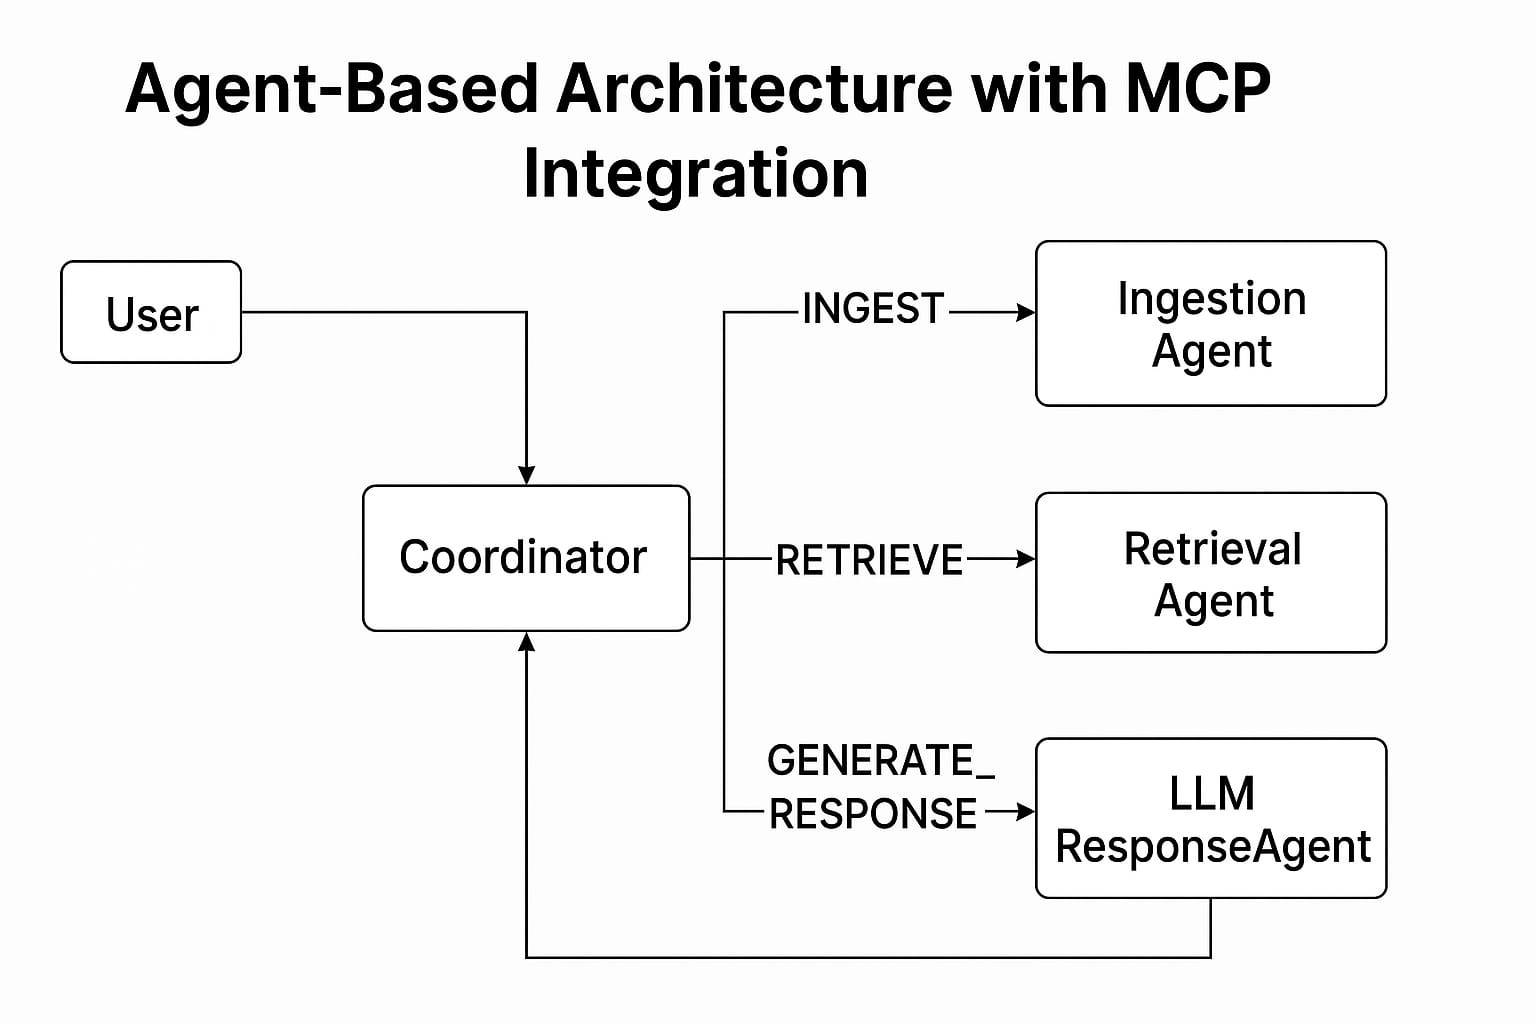 Agent-Based Architecture with MCP
Integration
User
Coordinator
INGEST
Ingestion
Agent
RETRIEVE
Retrieval
Agent
GENERATE_
RESPONSE
LLM
ResponseAgent